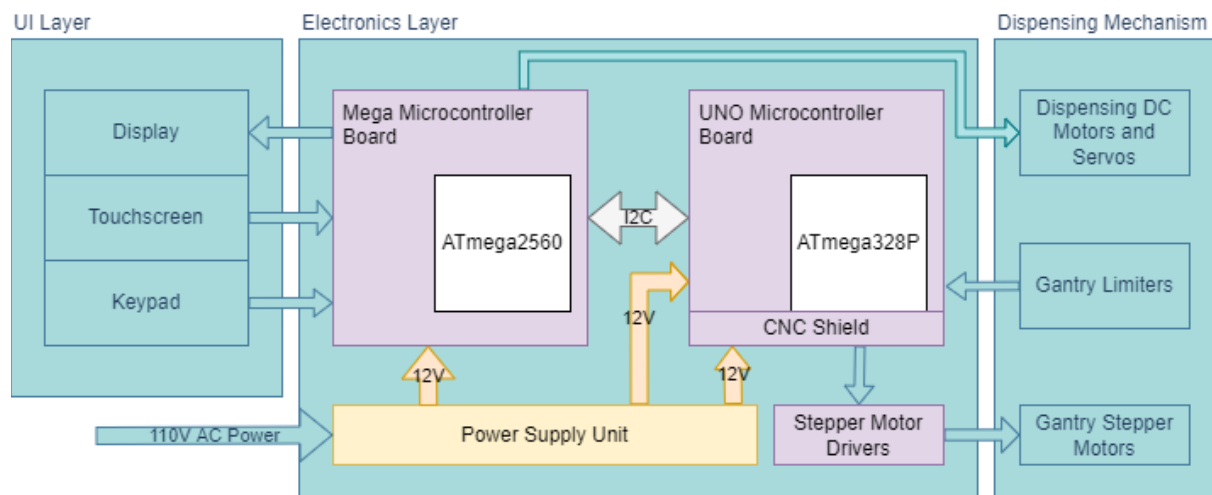 UI Layer
Electronics Layer
Dispensing Mechanism
Display
Touchscreen
Keypad
Mega Microcontroller
Board
ATmega2560
I2C
UNO Microcontroller
Board
ATmega328P
CNC Shield
12V
12V
12V
110V AC Power
Power Supply Unit
Stepper Motor
Drivers
Dispensing DC
Motors and
Servos
Gantry Limiters
Gantry Stepper
Motors